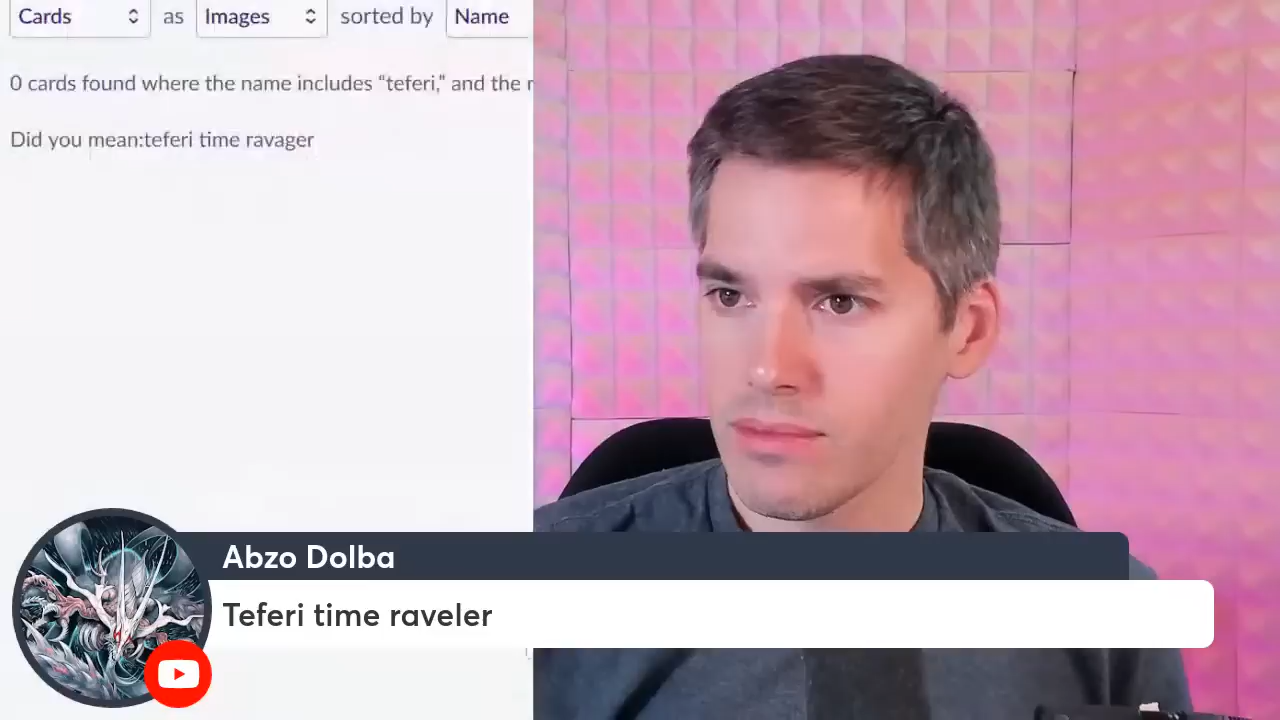 Cards as Images sorted by Name
0 cards found where the name includes “teferi,” and the
Did you mean:teferi time ravager
Abzo Dolba
Teferi time raveler